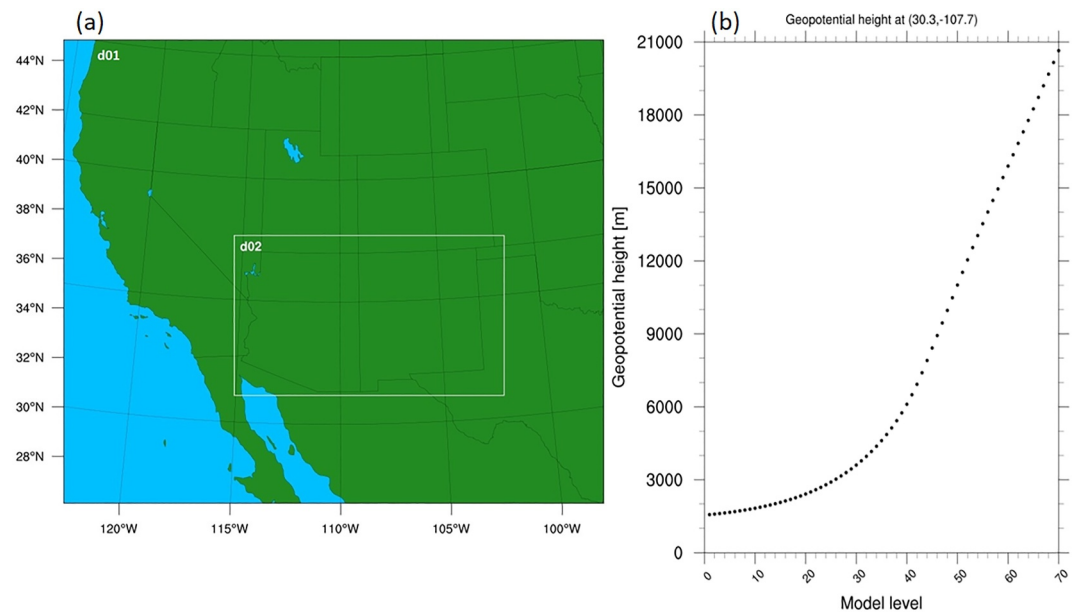 (a)
d01
d02
44°N
42°N
40°N
38°N
36°N
34°N
32°N
30°N
28°N
120°W
115°W
110°W
105°W
100°W
(b)
Geopotential height at (30.3,-107.7)
Geopotential height [m]
21000
18000
15000
12000
9000
6000
3000
0
0
10
20
30
40
50
60
70
Model level